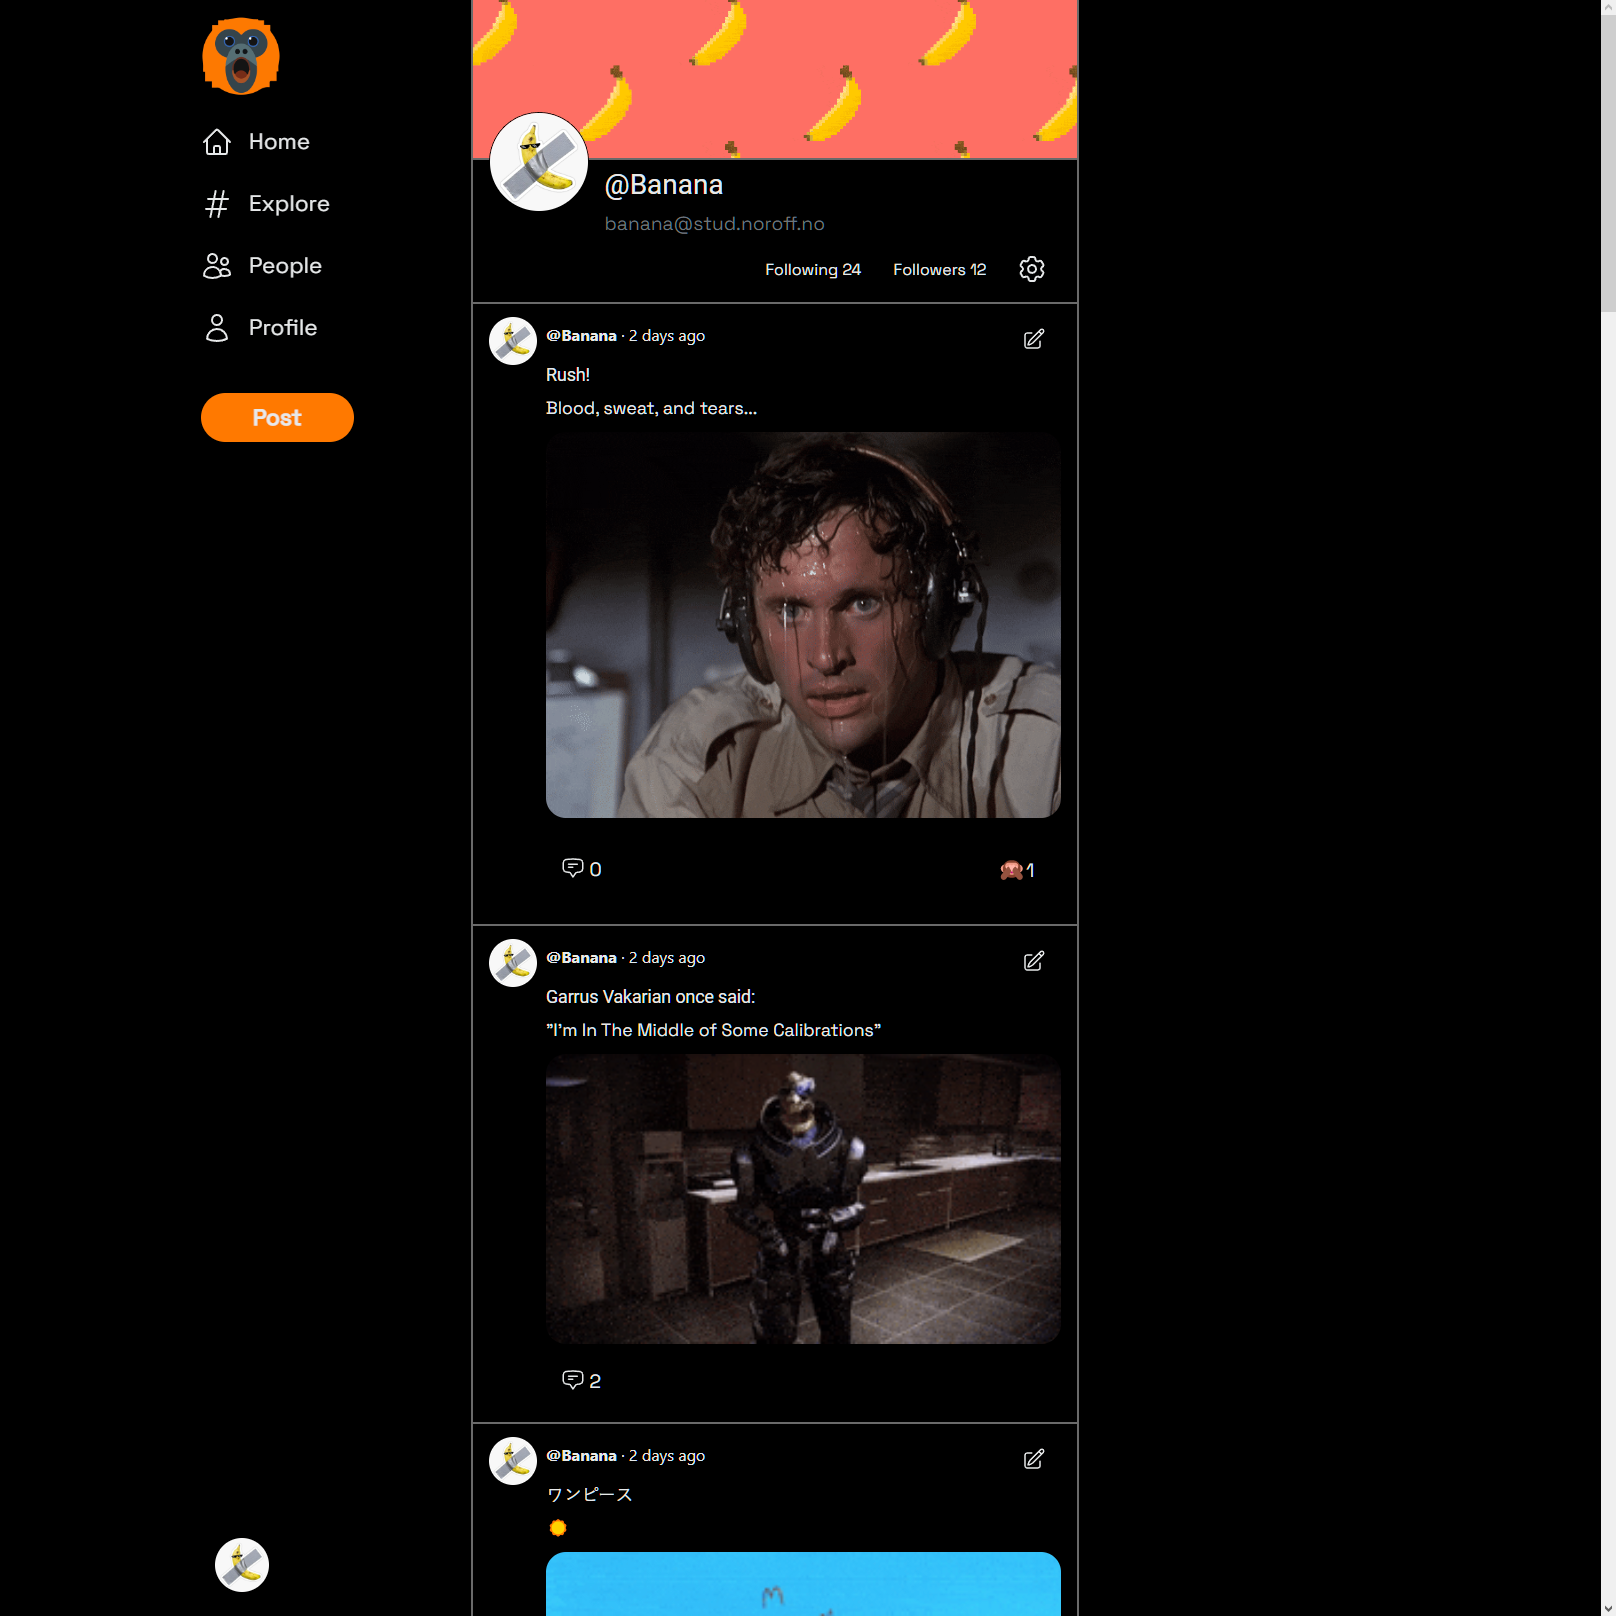 Home
Explore
People
Profile
Post
@Banana
banana@stud.noroff.no
Following 24
Followers 12
@Banana · 2 days ago
Rush!
Blood, sweat, and tears...
0
1
@Banana · 2 days ago
Garrus Vakarian once said:
"I'm In The Middle of Some Calibrations"
2
@Banana · 2 days ago
ワンピース